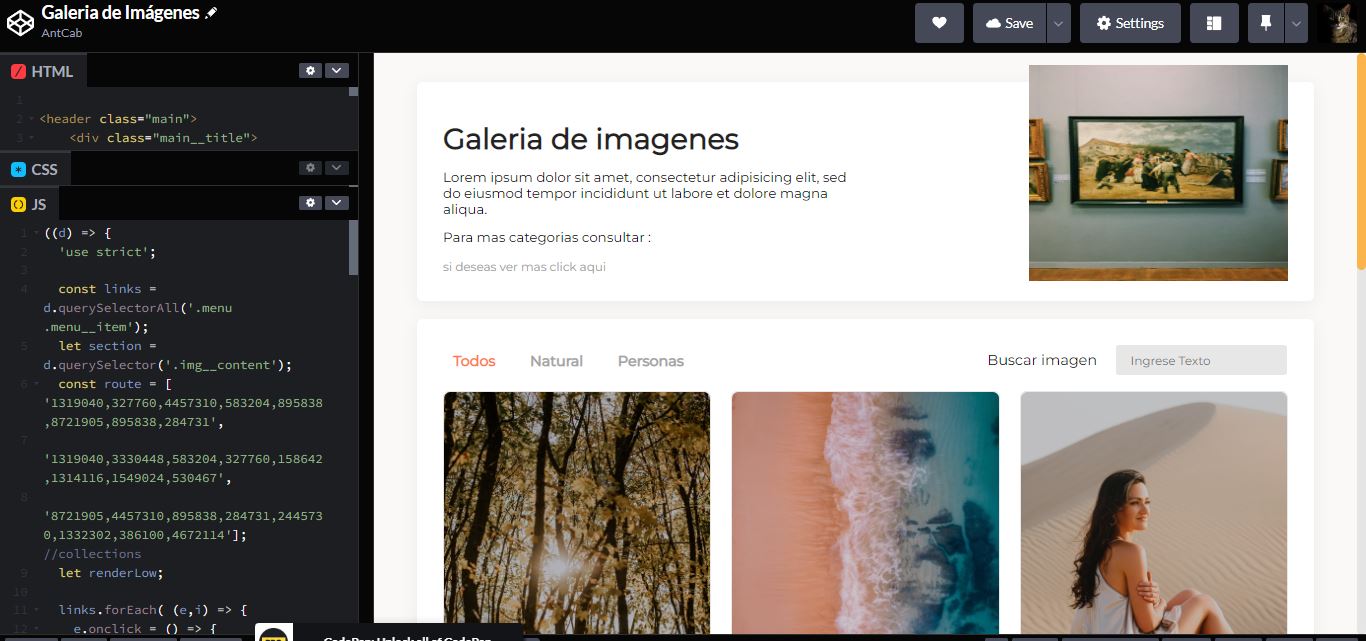 Galeria de Imágenes
AntCab
Save
Settings
HTML
1
2 <header class="main">
3 <div class="main__title">
CSS
JS
1 ((d) => {
2 'use strict';
3
4 const links =
d.querySelectorAll('.menu
.menu__item');
5 let section =
d.querySelector('.img__content');
6 const route = [
'1319040,327760,4457310,583204,895838
,8721905,895838,284731',
7
'1319040,3330448,583204,327760,158642
,1314116,1549024,530467',
8
'8721905,4457310,895838,284731,244573
0,1332302,386100,4672114'];
//collections
9 let renderLow;
10
11 links.forEach( (e,i) => {
12 e.onclick = () => {
Galeria de imagenes
Lorem ipsum dolor sit amet, consectetur adipisicing elit, sed
do eiusmod tempor incididunt ut labore et dolore magna
aliqua.
Para mas categorias consultar :
si deseas ver mas click aqui
Todos Natural Personas
Buscar imagen Ingrese Texto